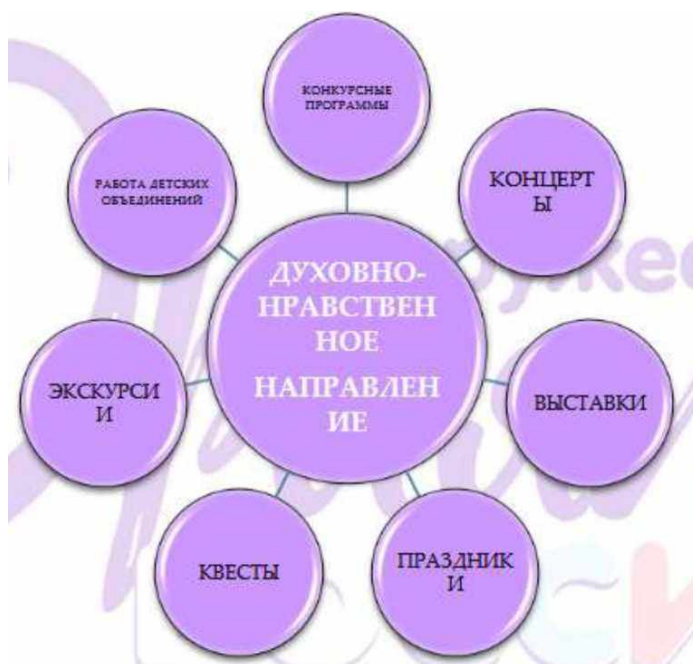 КОНКУРСНЫЕ
ПРОГРАММЫ
КОНЦЕРТ
Ы
ВЫСТАВКИ
ПРАЗДНИК
И
КВЕСТЫ
ЭКСКУРСИ
И
РАБОТА ДЕТСКИХ
ОБЪЕДИНЕНИЙ
ДУХОВНО-
НРАВСТВЕН
НОЕ
НАПРАВЛЕН
ИЕ